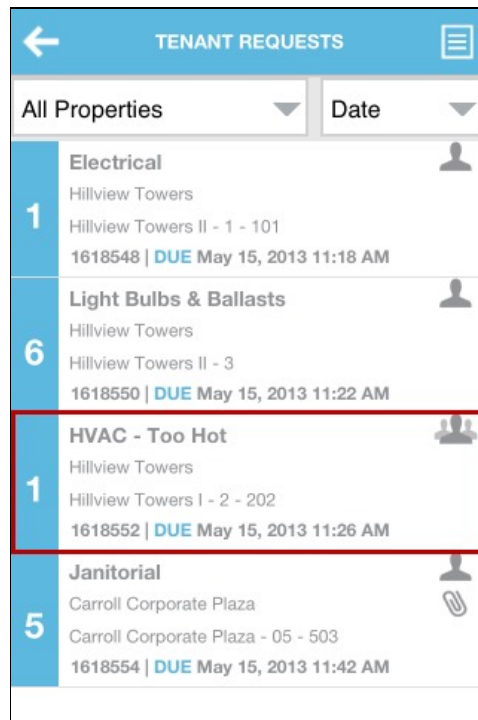 TENANT REQUESTS
All Properties
Date
Electrical
Hillview Towers
1
Hillview Towers II - 1 - 101
1618548 | DUE May 15, 2013 11:18 AM
Light Bulbs & Ballasts
Hillview Towers
6
Hillview Towers II - 3
1618550 | DUE May 15, 2013 11:22 AM
HVAC - Too Hot
Hillview Towers
1
Hillview Towers I - 2 - 202
1618552 | DUE May 15, 2013 11:26 AM
Janitorial
Carroll Corporate Plaza
5
Carroll Corporate Plaza - 05 - 503
1618554 | DUE May 15, 2013 11:42 AM